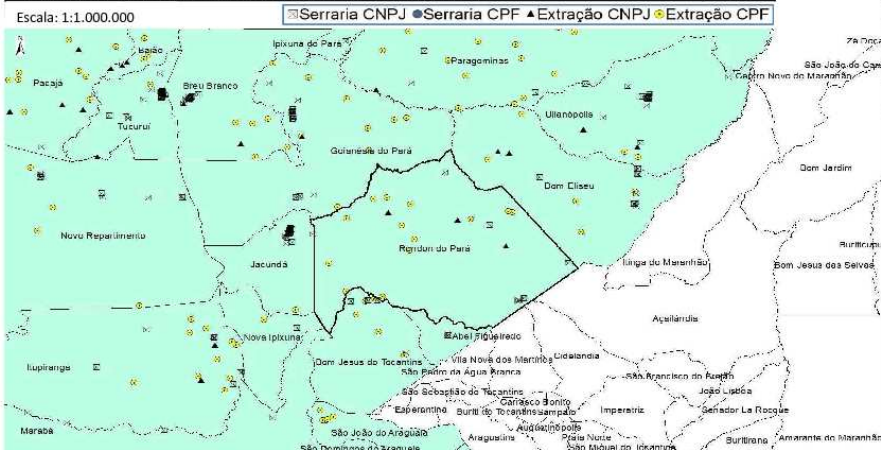 Escala: 1:1.000.000
Serraria CNPJ Serraria CPF Extração CNPJ Extração CPF
Baião
Ipixuna do Pará
Paragominas
Zé Doca
São João do Caru
Centro Novo do Maranhão
Pacajá
Breu Branco
Tucuruí
Ulianópolis
Goianésia do Pará
Bom Jardim
Dom Eliseu
Novo Repartimento
Rondon do Pará
Buriticupu
Jacundá
Itinga do Maranhão
Bom Jesus das Selvas
Açailândia
Nova Ipixuna
Abel Figueiredo
Itupiranga
Bom Jesus do Tocantins
Vila Nova dos Martírios
Cidelândia
São Pedro da Água Branca
São Francisco do Brejão
São Sebastião do Tocantins
João Lisboa
Carrasco Bonito
Esperantina
Buriti do Tocantins
Sampaio
Imperatriz
Senador La Rocque
Augustinópolis
Marabá
São João do Araguaia
Araguatins
Praia Norte
Buritirana
Amarante do Maranhão
São Domingos do Araguaia
São Miguel do Tocantins